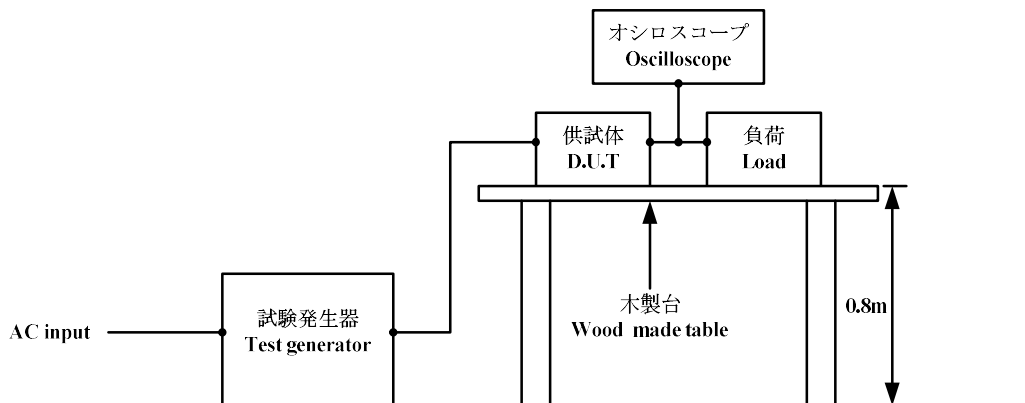 オシロスコープ
Oscilloscope
供試体
D.U.T
負荷
Load
試験発生器
Test generator
AC input
木製台
Wood made table
0.8m